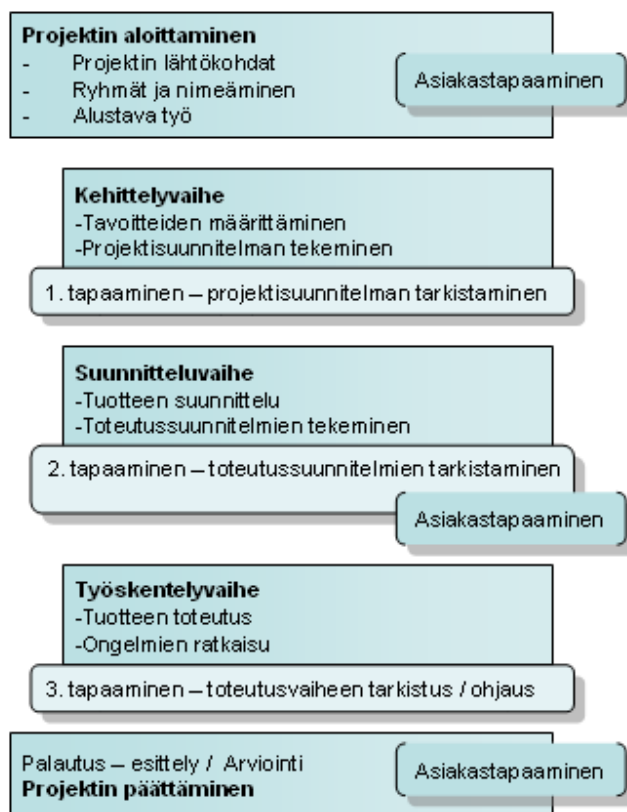 Projektin aloittaminen
- Projektin lähtökohdat
- Ryhmät ja nimeäminen
- Alustava työ
Asiakastapaaminen
Kehittelyvaihe
-Tavoitteiden määrittäminen
-Projektisuunnitelman tekeminen
1. tapaaminen – projektisuunnitelman tarkistaminen
Suunnitteluvaihe
-Tuotteen suunnittelu
-Toteutussuunnitelmien tekeminen
2. tapaaminen – toteutussuunnitelmien tarkistaminen
Asiakastapaaminen
Työskentelyvaihe
-Tuotteen toteutus
-Ongelmien ratkaisu
3. tapaaminen – toteutusvaiheen tarkistus / ohjaus
Palautus – esittely / Arviointi
Projektin päättäminen
Asiakastapaaminen